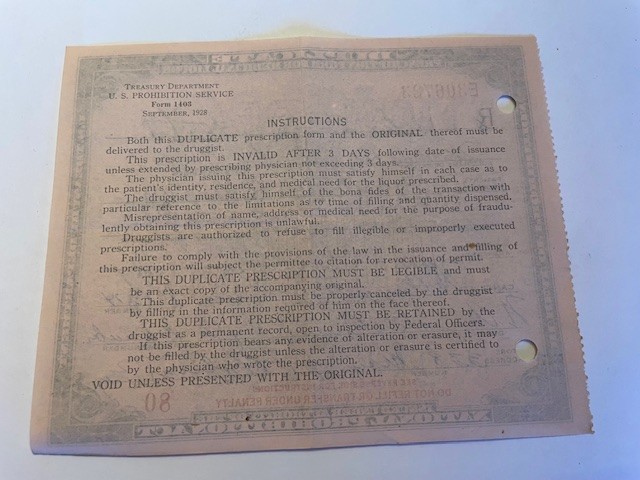 TREASURY DEPARTMENT
U. S. PROHIBITION SERVICE
Form 1403
SEPTEMBER, 1928
INSTRUCTIONS
Both this DUPLICATE prescription form and the ORIGINAL thereof must be
delivered to the druggist.
This prescription is INVALID AFTER 3 DAYS following date of issuance
unless extended by prescribing physician not exceeding 3 days.
The physician issuing this prescription must satisfy himself in each case as to
the patient's identity, residence, and medical need for the liquor prescribed.
The druggist must satisfy himself of the bona fides of the transaction with
particular reference to the limitations as to time of filling and quantity dispensed.
Misrepresentation of name, address or medical need for the purpose of fraudu-
lently obtaining this prescription is unlawful.
Druggists are authorized to refuse to fill illegible or improperly executed
prescriptions.
Failure to comply with the provisions of the law in the issuance and filling of
this prescription will subject the permittee to citation for revocation of permit.
THIS DUPLICATE PRESCRIPTION MUST BE LEGIBLE and must
be an exact copy of the accompanying original.
This duplicate prescription must be properly canceled by the druggist
by filling in the information required of him on the face thereof.
THIS DUPLICATE PRESCRIPTION MUST BE RETAINED by the
druggist as a permanent record, open to inspection by Federal Officers.
If this prescription bears any evidence of alteration or erasure, it may
not be filled by the druggist unless the alteration or erasure is certified to
by the physician who wrote the prescription.
VOID UNLESS PRESENTED WITH THE ORIGINAL.